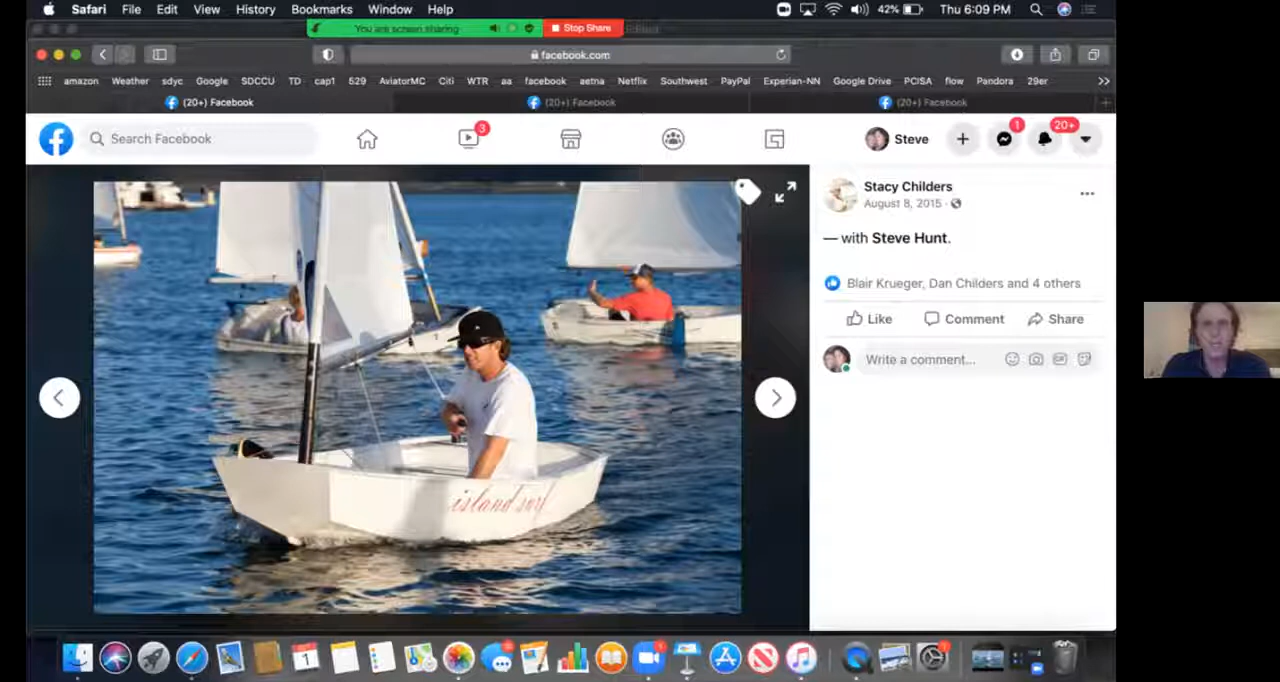 Safari File Edit View History Bookmarks Window Help 42% Thu 6:09 PM
You are screen sharing Stop Share
facebook.com
amazon Weather sdyc Google SDCCU TD cap1 529 AviatorMC Citi WTR aa facebook aetna Netflix Southwest PayPal Experian-NN Google Drive PCISA flow Pandora 29er
(20+) Facebook (20+) Facebook (20+) Facebook
Search Facebook 3 Steve 1 20+
Stacy Childers
August 8, 2015
— with Steve Hunt.
Blair Krueger, Dan Childers and 4 others
Like Comment Share
Write a comment... GIF
island surf